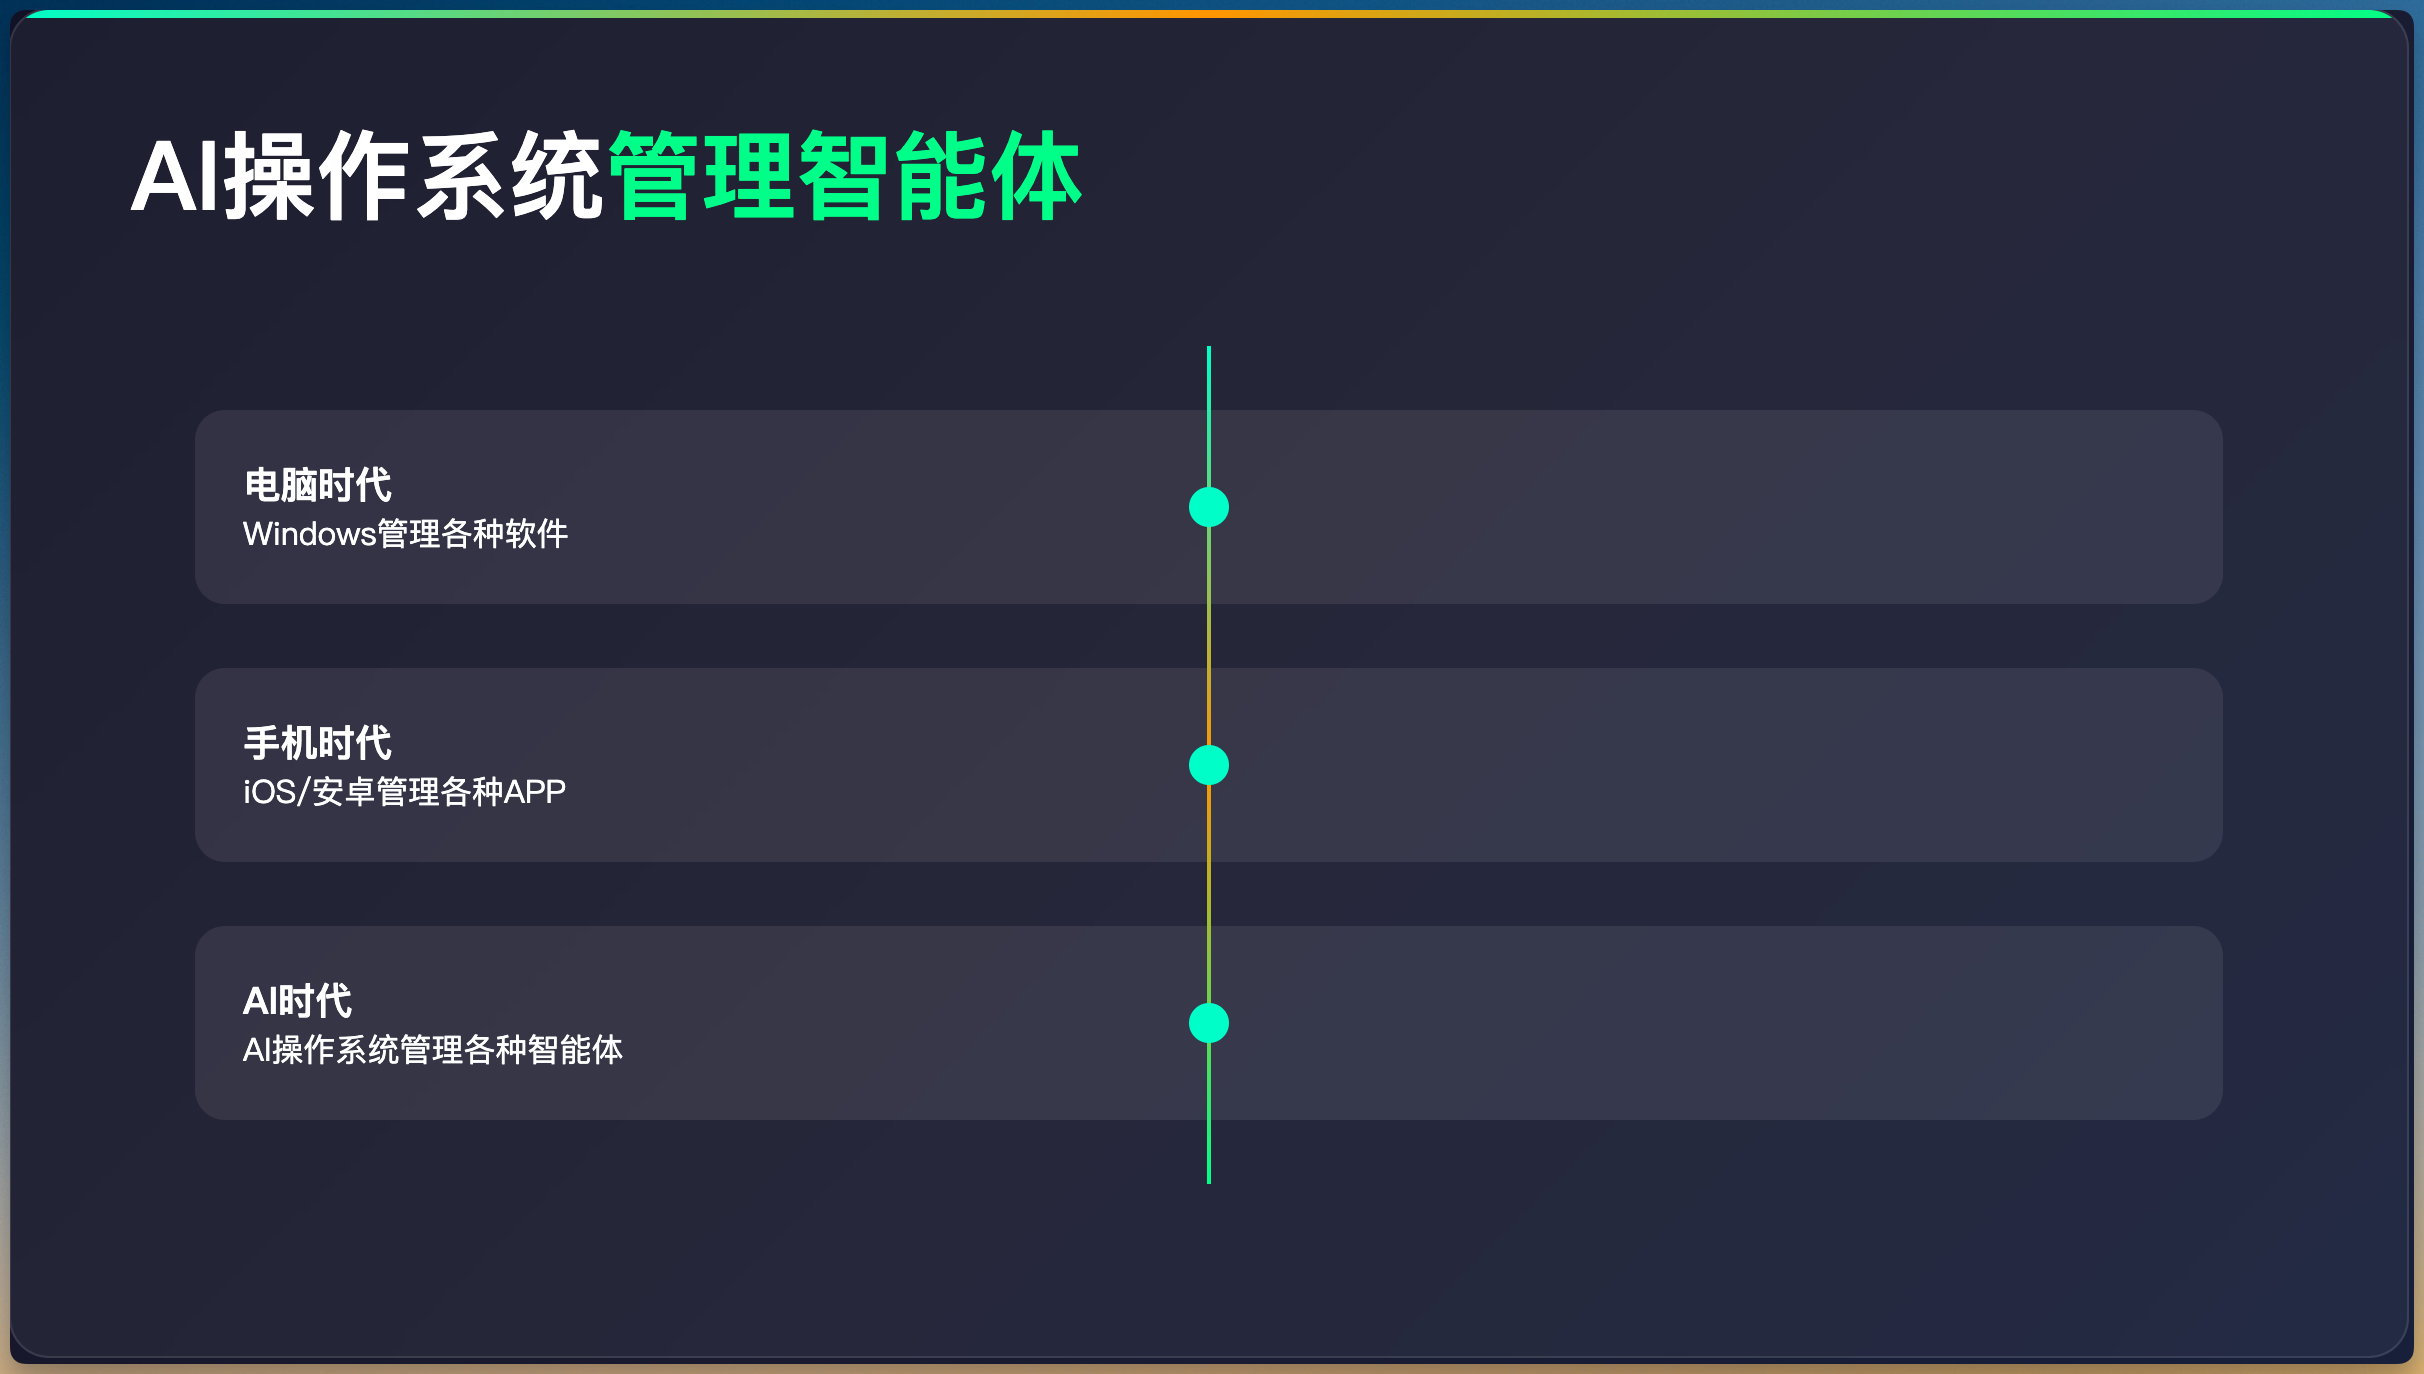 AI操作系统管理智能体
电脑时代
Windows管理各种软件
手机时代
iOS/安卓管理各种APP
AI时代
AI操作系统管理各种智能体